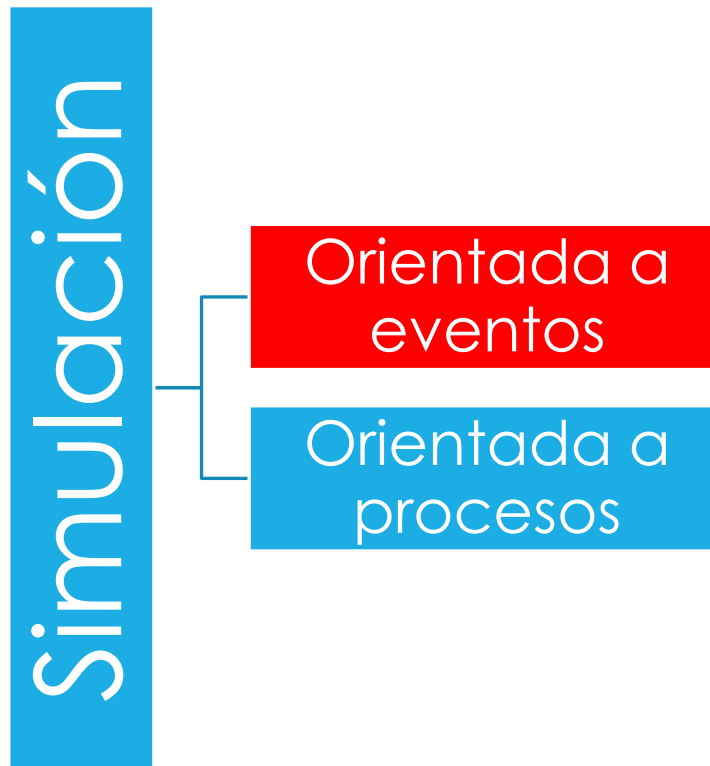 Simulación
Orientada a
eventos
Orientada a
procesos